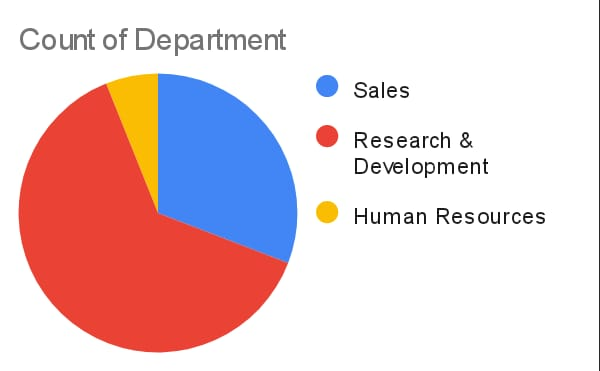 Count of Department
Sales
Research &
Development
Human Resources